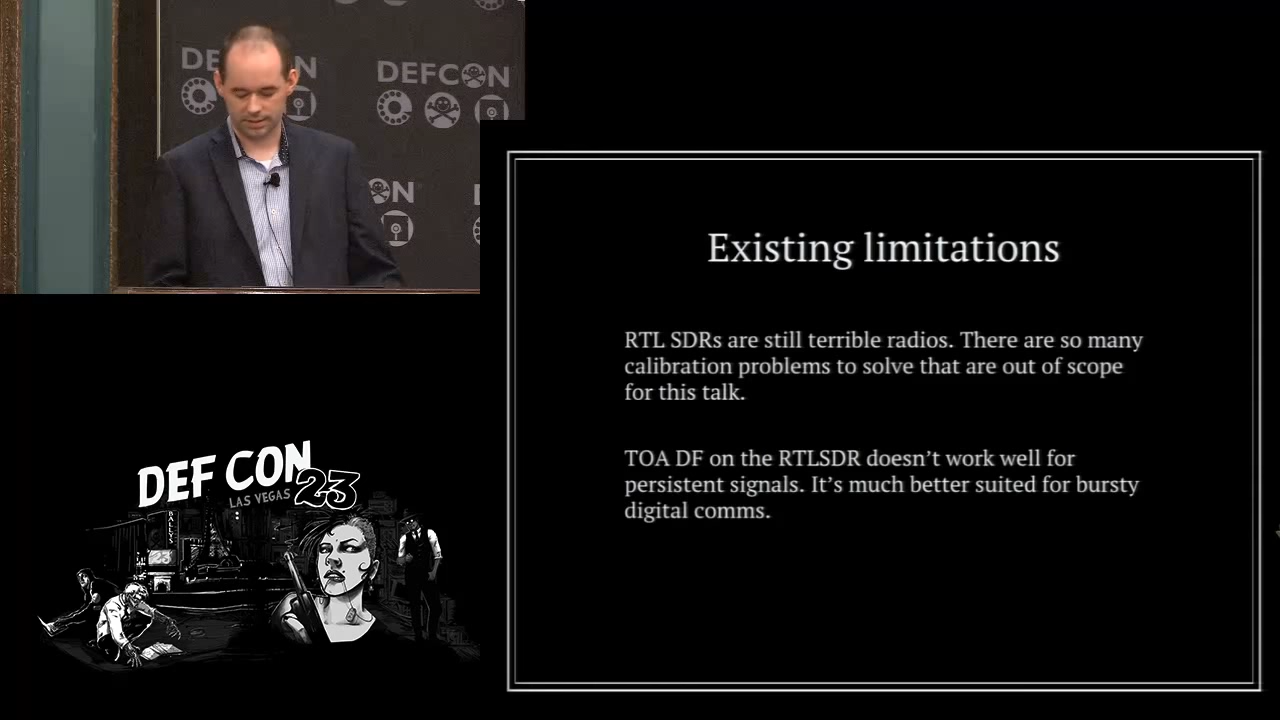 DEFCON
DEFCON
Existing limitations
RTL SDRs are still terrible radios. There are so many
calibration problems to solve that are out of scope
for this talk.
TOA DF on the RTLSDR doesn’t work well for
persistent signals. It’s much better suited for bursty
digital comms.
DEF CON
LAS VEGAS 23
BALLYS